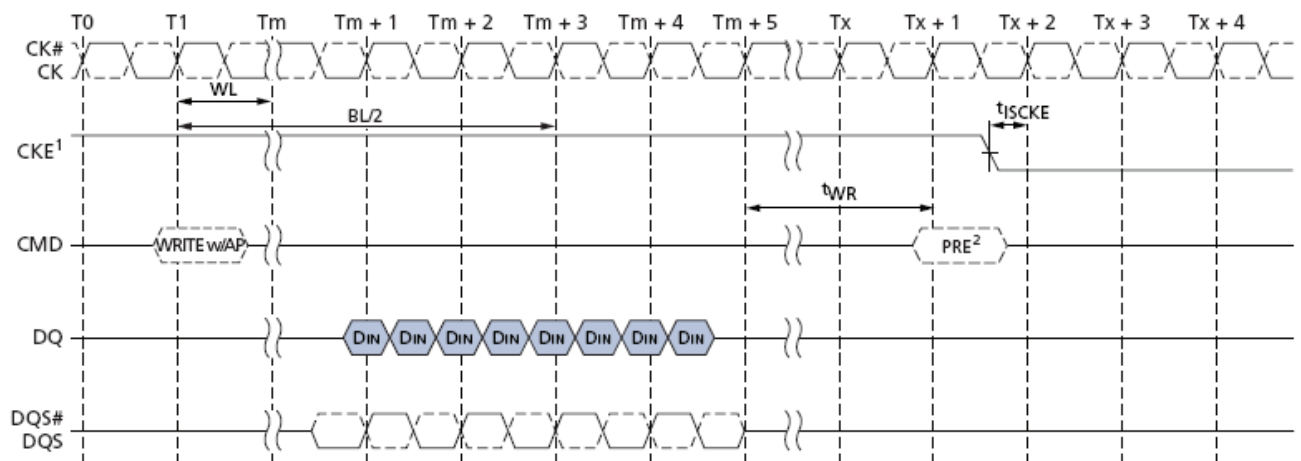 T0 T1 Tm Tm + 1 Tm + 2 Tm + 3 Tm + 4 Tm + 5 Tx Tx + 1 Tx + 2 Tx + 3 Tx + 4
CK#
CK
WL
BL/2
tISCKE
CKE1
tWR
CMD WRITE w/AP PRE2
DQ DIN DIN DIN DIN DIN DIN DIN DIN
DQS#
DQS